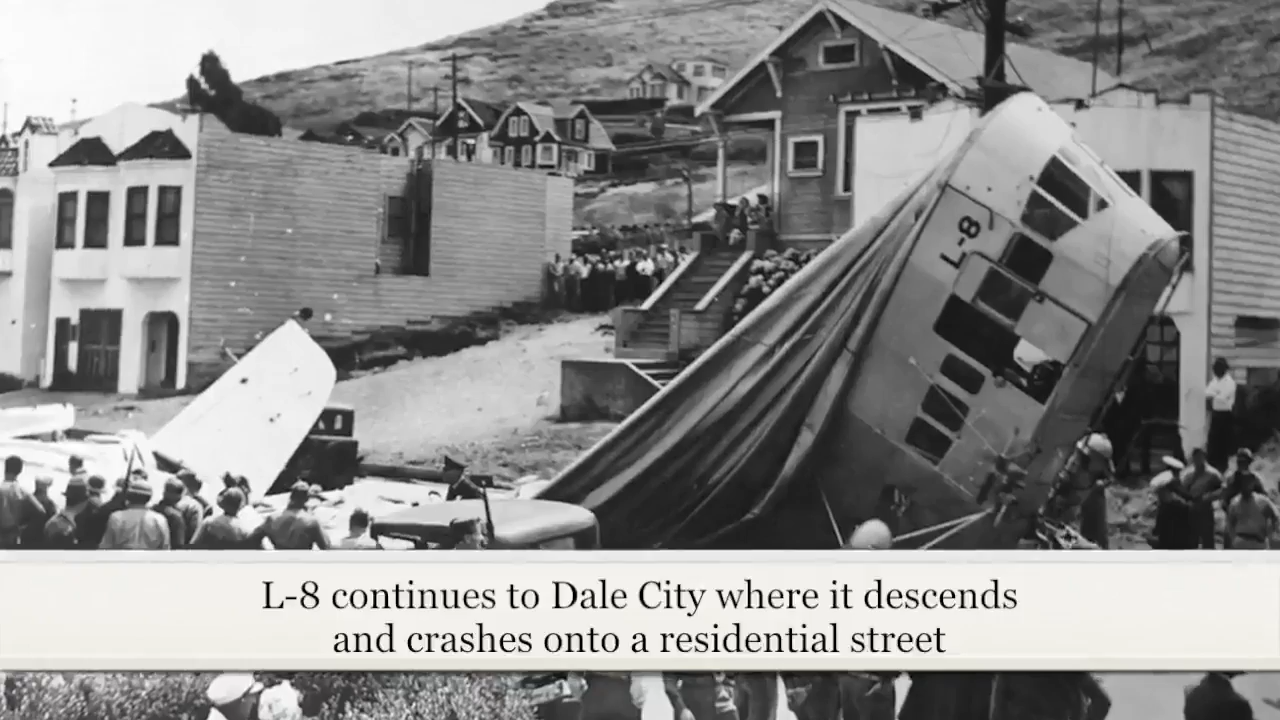 L-8
L-8 continues to Dale City where it descends
and crashes onto a residential street